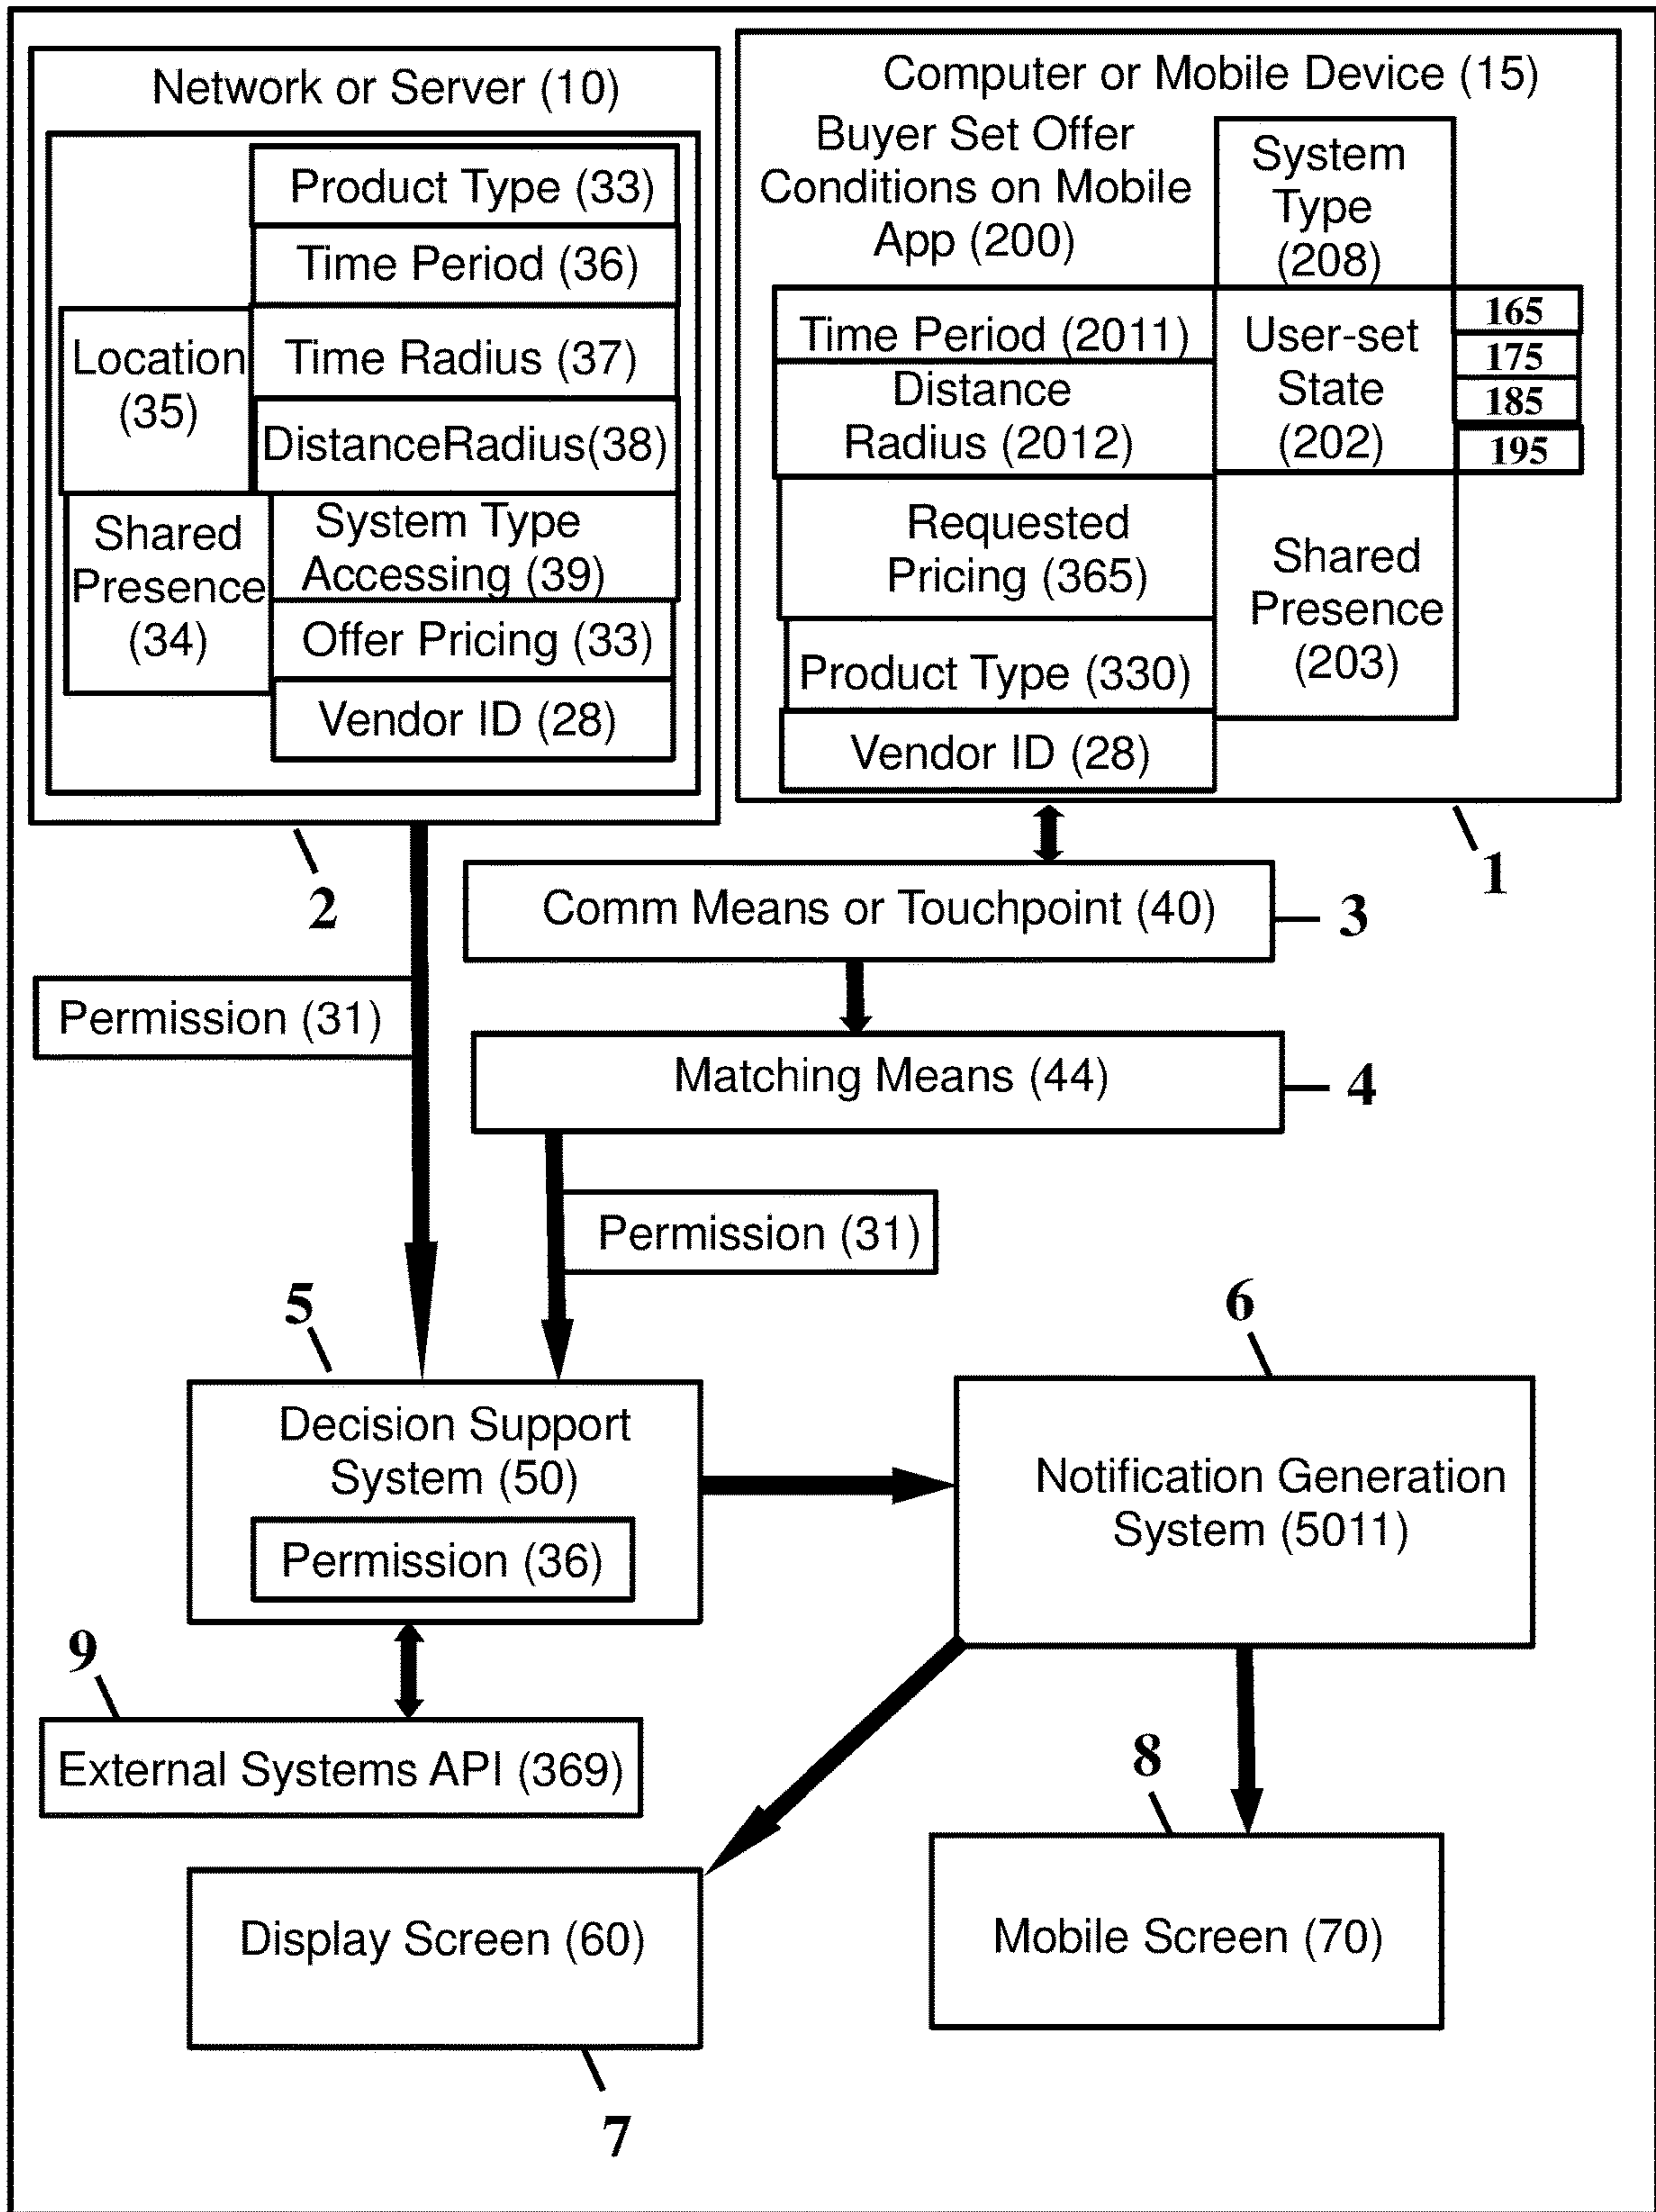 Network or Server (10)
Product Type (33)
Time Period (36)
Location
(35)
Time Radius (37)
DistanceRadius(38)
Shared
Presence
(34)
System Type
Accessing (39)
Offer Pricing (33)
Vendor ID (28)
2
Computer or Mobile Device (15)
Buyer Set Offer
Conditions on Mobile
App (200)
System
Type
(208)
Time Period (2011)
Distance
Radius (2012)
User-set
State
(202)
165
175
185
195
Requested
Pricing (365)
Shared
Presence
(203)
Product Type (330)
Vendor ID (28)
1
Comm Means or Touchpoint (40)
3
Permission (31)
Matching Means (44)
4
Permission (31)
5
Decision Support
System (50)
Permission (36)
6
Notification Generation
System (5011)
9
External Systems API (369)
8
Display Screen (60)
Mobile Screen (70)
7